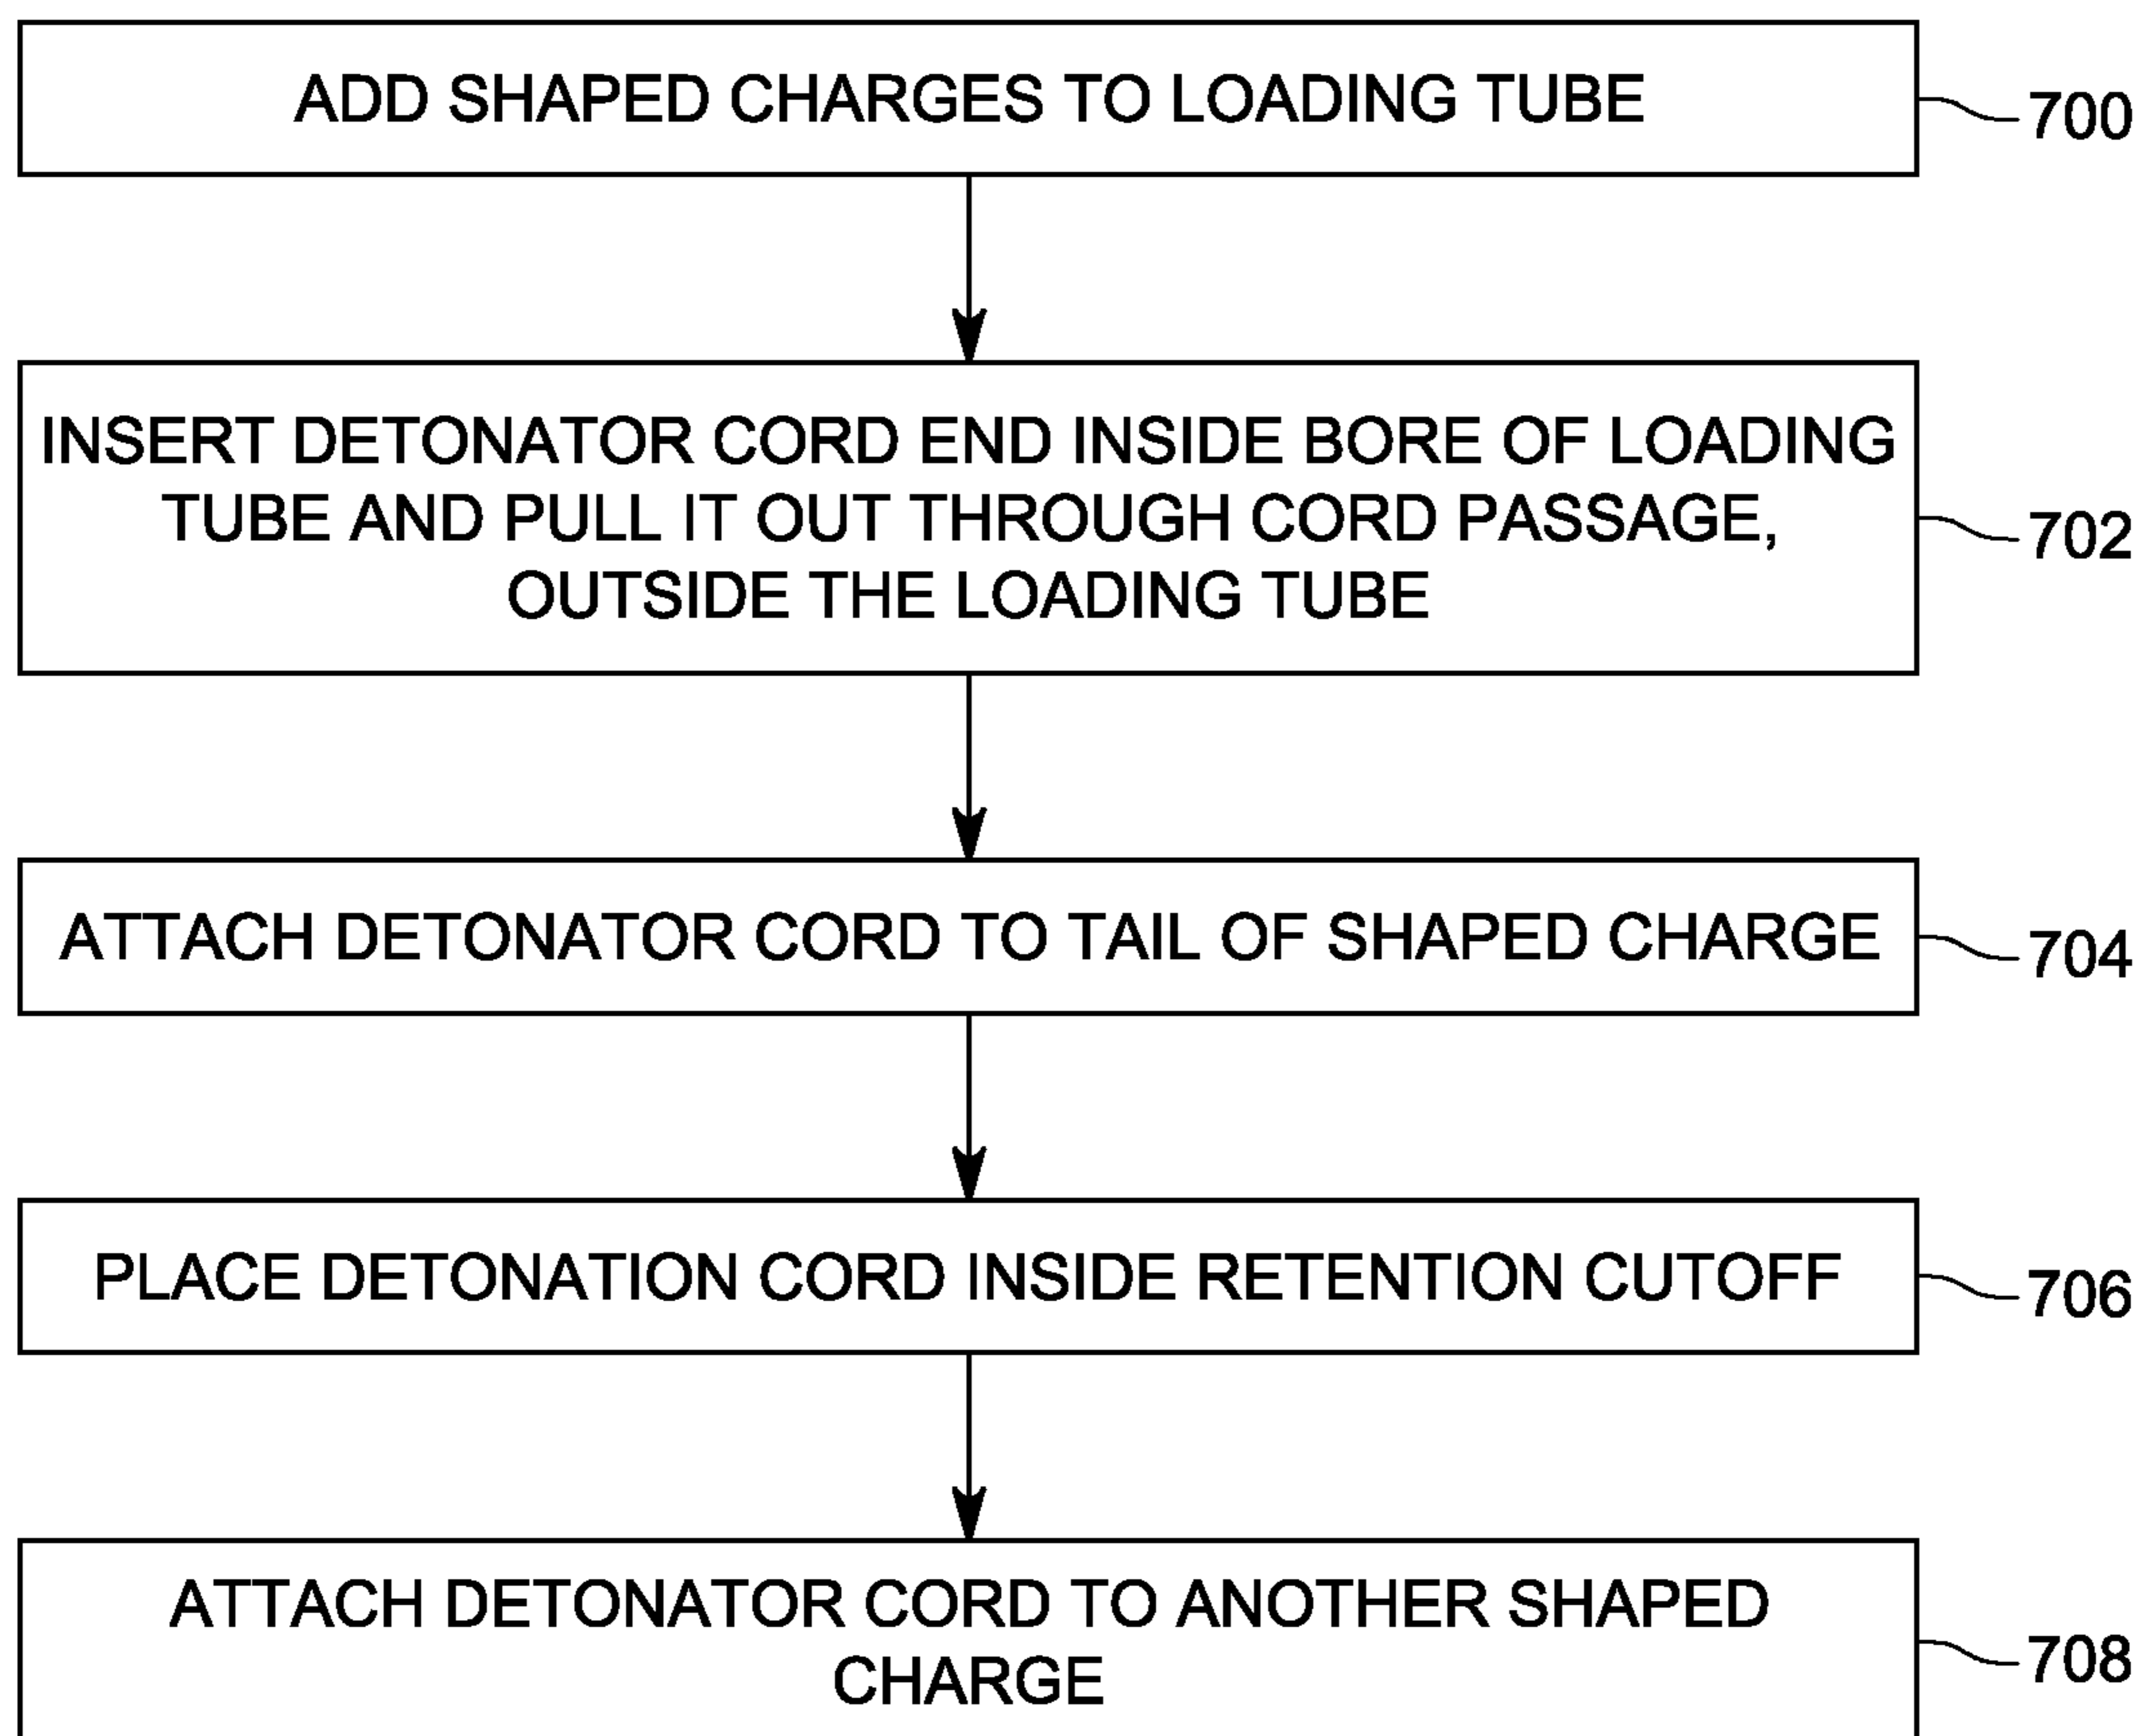 ADD SHAPED CHARGES TO LOADING TUBE
700
INSERT DETONATOR CORD END INSIDE BORE OF LOADING
TUBE AND PULL IT OUT THROUGH CORD PASSAGE,
OUTSIDE THE LOADING TUBE
702
ATTACH DETONATOR CORD TO TAIL OF SHAPED CHARGE
704
PLACE DETONATION CORD INSIDE RETENTION CUTOFF
706
ATTACH DETONATOR CORD TO ANOTHER SHAPED
CHARGE
708